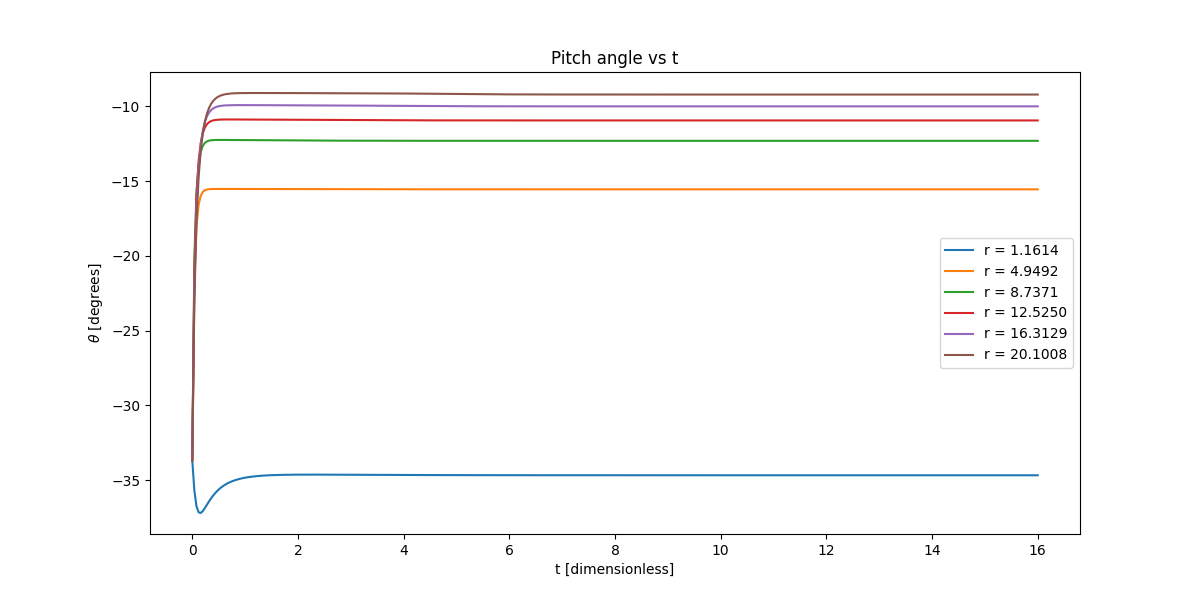 Pitch angle vs t
θ [degrees]
−10
−15
−20
−25
−30
−35
r = 1.1614
r = 4.9492
r = 8.7371
r = 12.5250
r = 16.3129
r = 20.1008
0 2 4 6 8 10 12 14 16
t [dimensionless]